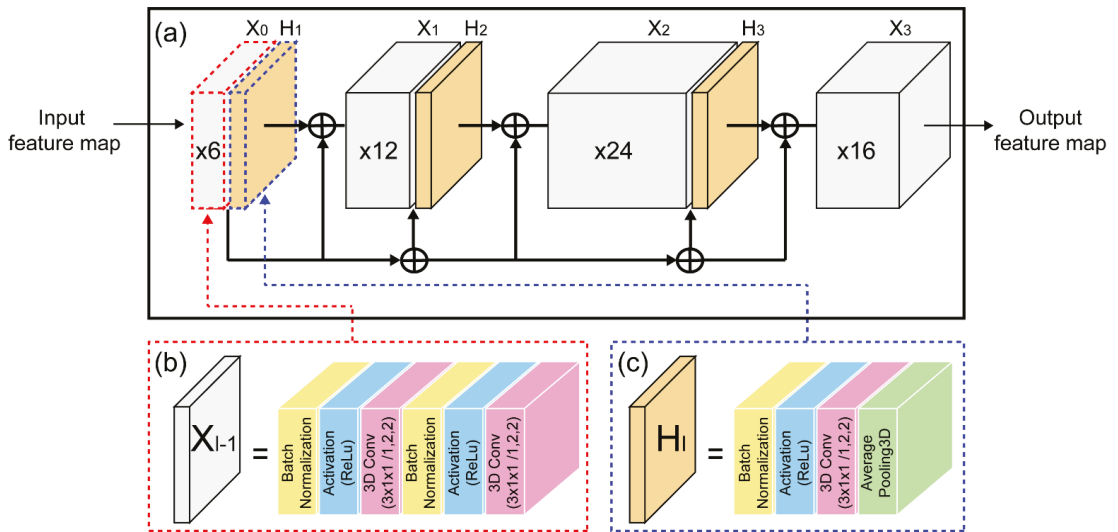 (a)
X0 H1 X1 H2 X2 H3 X3
Input
feature map
x6
x12
x24
x16
Output
feature map
(b)
Xl-1
=
Batch
Normalization
Activation
(ReLu)
3D Conv
(3x1x1 /1,2,2)
Batch
Normalization
Activation
(ReLu)
3D Conv
(3x1x1 /1,2,2)
(c)
Hl
=
Batch
Normalization
Activation
(ReLu)
3D Conv
(3x1x1 /1,2,2)
Average
Pooling3D